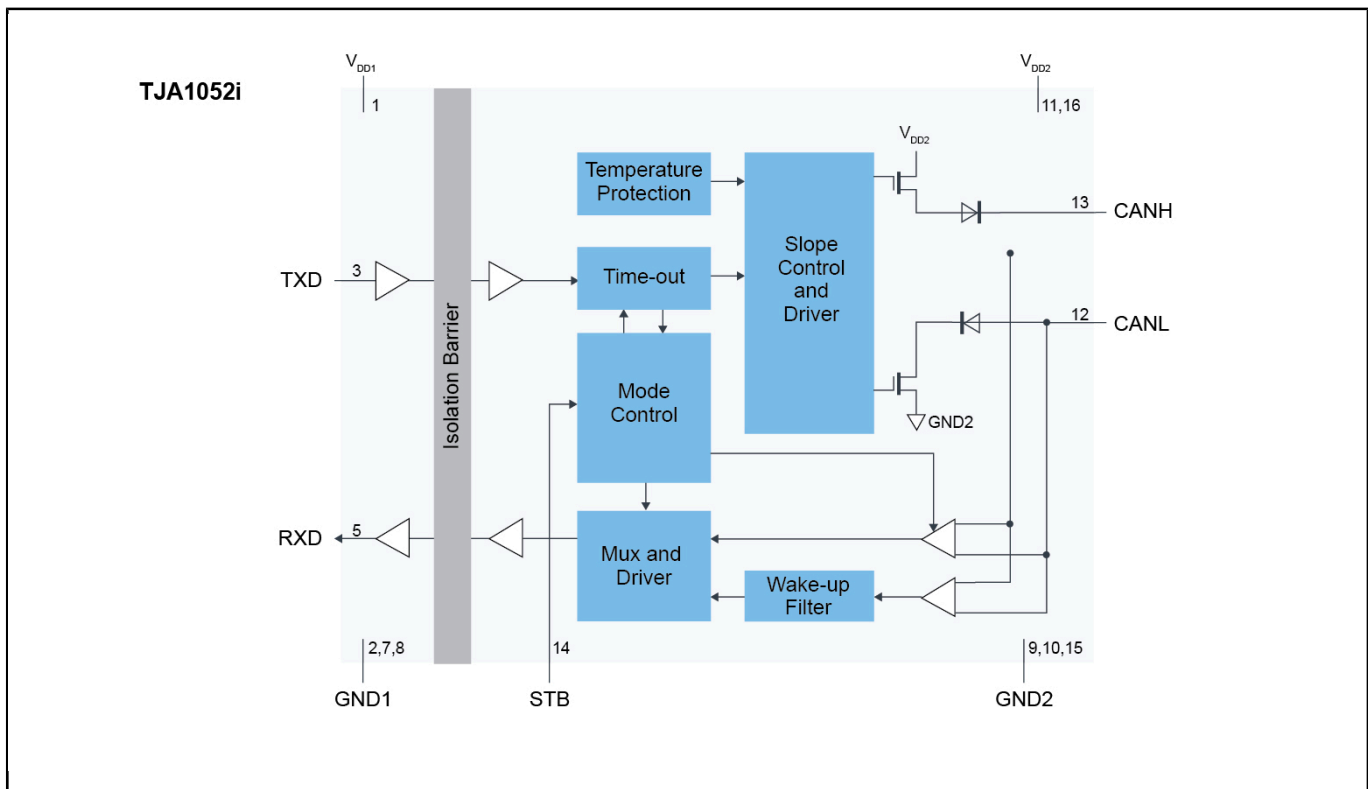 TJA1052i
VDD1
1
VDD2
11,16
VDD2
Temperature
Protection
Slope
Control
and
Driver
13
CANH
TXD
3
Time-out
CANL
12
Isolation Barrier
Mode
Control
GND2
RXD
5
Mux and
Driver
Wake-up
Filter
2,7,8
14
9,10,15
GND1
STB
GND2